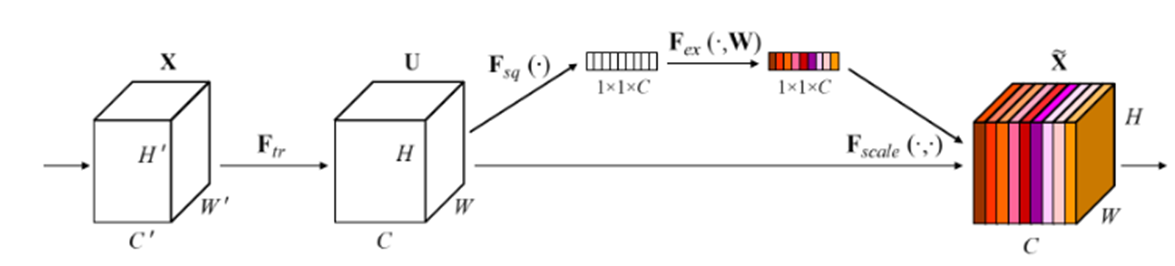 X
H'
W'
C'
F_tr
U
H
W
C
F_sq (·)
1×1×C
F_ex (·,W)
1×1×C
F_scale (·,·)
X̃
H
W
C